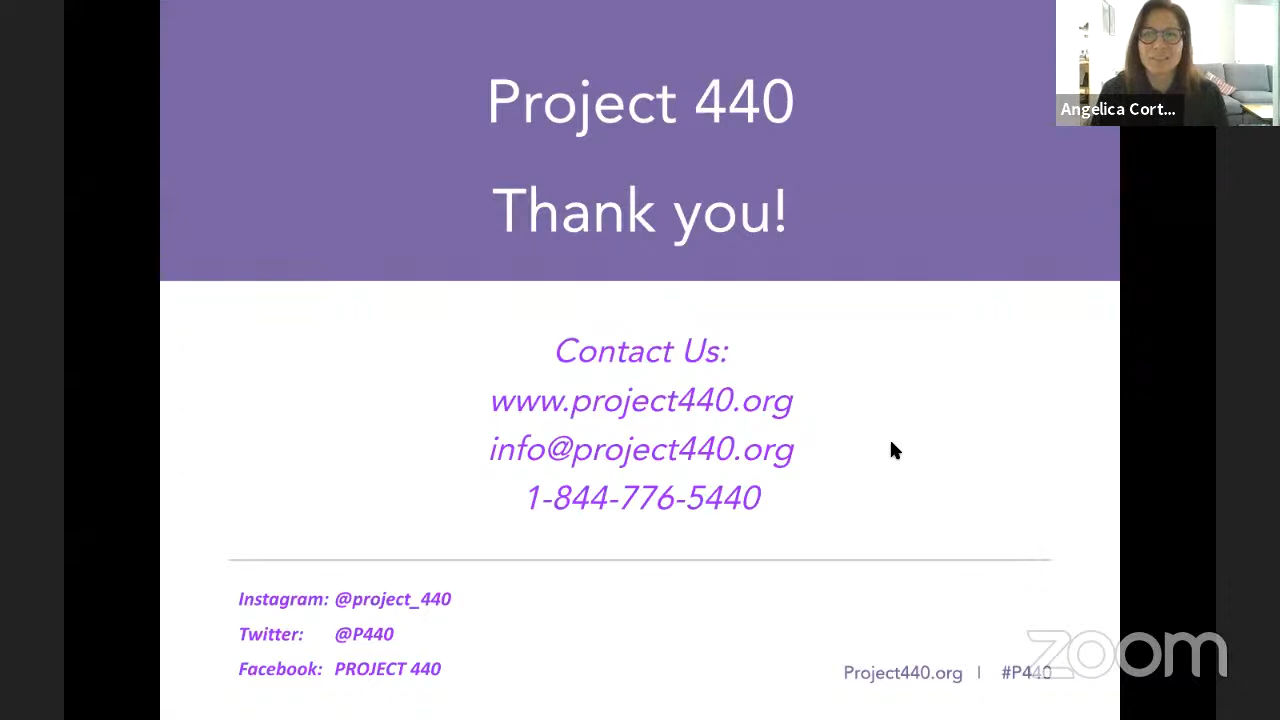 Project 440
Thank you!
Angelica Cort...
Contact Us:
www.project440.org
info@project440.org
1-844-776-5440
Instagram: @project_440
Twitter: @P440
Facebook: PROJECT 440
Project440.org | #P440
zoom